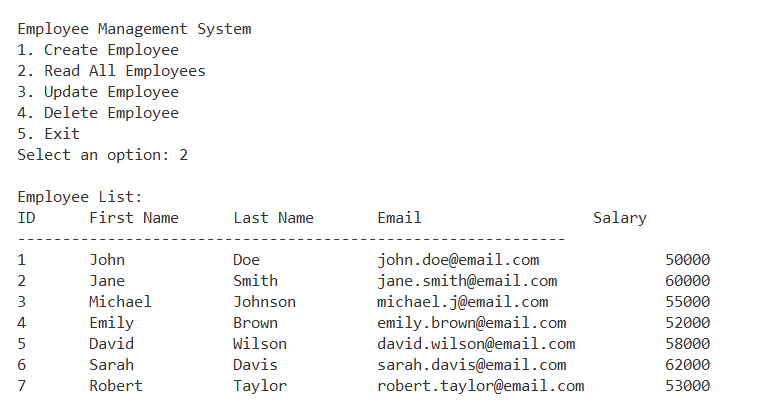 Employee Management System
1. Create Employee
2. Read All Employees
3. Update Employee
4. Delete Employee
5. Exit
Select an option: 2

Employee List:
ID      First Name      Last Name       Email                   Salary
-------------------------------------------------------------
1       John            Doe             john.doe@email.com              50000
2       Jane            Smith           jane.smith@email.com            60000
3       Michael         Johnson         michael.j@email.com             55000
4       Emily           Brown           emily.brown@email.com           52000
5       David           Wilson          david.wilson@email.com          58000
6       Sarah           Davis           sarah.davis@email.com           62000
7       Robert          Taylor          robert.taylor@email.com         53000